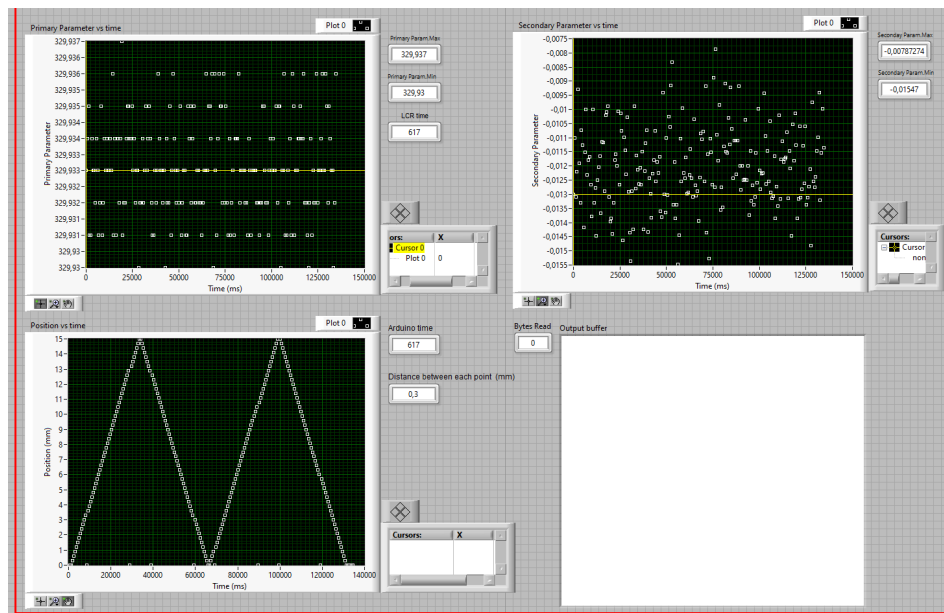 Primary Parameter vs time
Plot 0
329,937
329,936
329,935
329,934
329,933
329,932
329,931
329,93
329,93
Primary Parameter
0
25000
50000
75000
100000
125000
150000
Time (ms)
Primary Param.Max
329,937
Primary Param.Min
329,93
LCR time
617
ors:
X
Cursor 0
Plot 0
0
Secondary Parameter vs time
Plot 0
-0,0075
-0,008
-0,0085
-0,009
-0,0095
-0,01
-0,0105
-0,011
-0,0115
-0,012
-0,0125
-0,013
-0,0135
-0,014
-0,0145
-0,015
-0,0155
Secondary Parameter
0
25000
50000
75000
100000
125000
150000
Time (ms)
Seconday Param.Max
-0,00787274
Secondary Param.Min
-0,01547
Cursors:
Cursor
non
Position vs time
Plot 0
15
14
13
12
11
10
9
8
7
6
5
4
3
2
1
0
Position (mm)
0
20000
40000
60000
80000
100000
120000
140000
Time (ms)
Arduino time
617
Distance between each point (mm)
0,3
Cursors:
X
Bytes Read
0
Output buffer